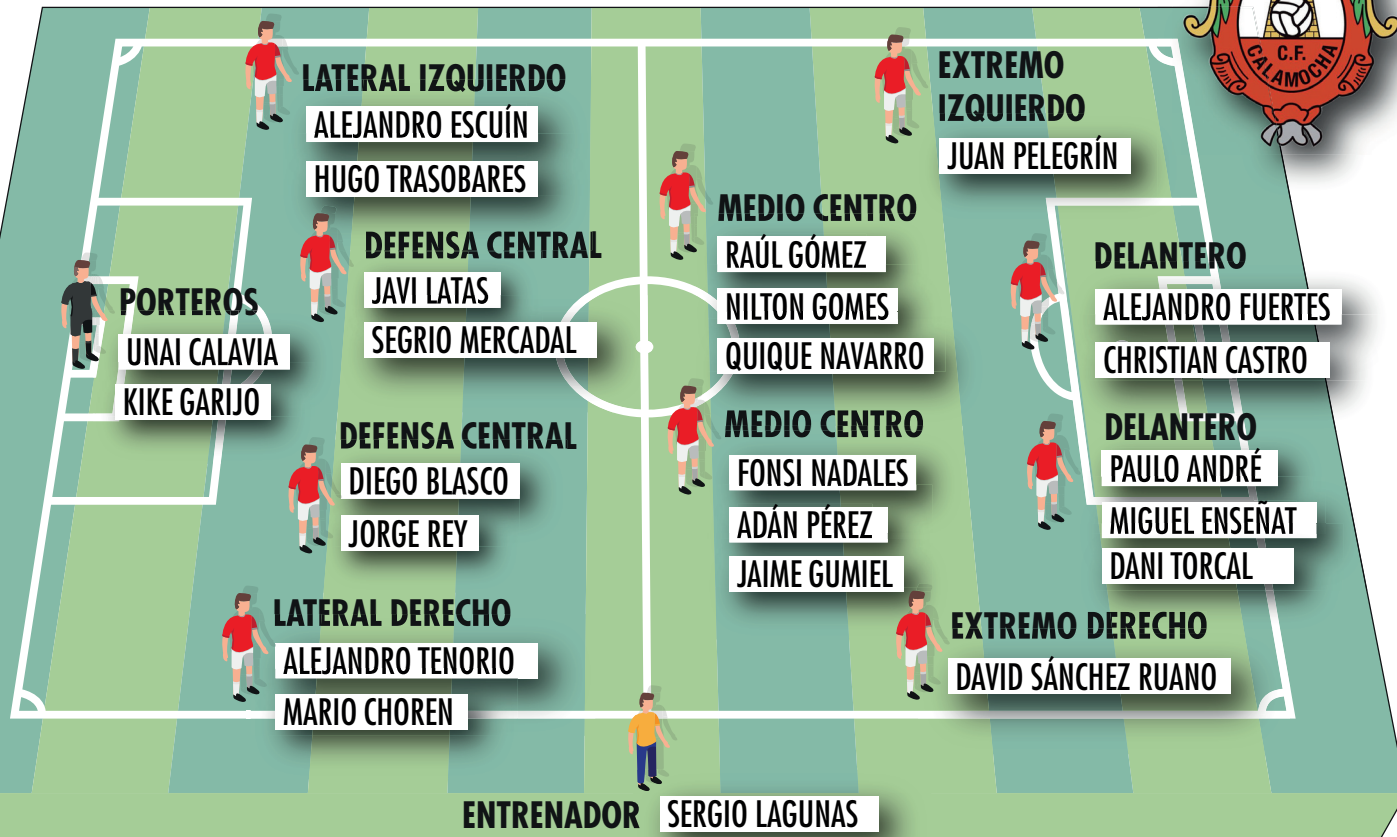 C.F.
CALAMOCHA
LATERAL IZQUIERDO
ALEJANDRO ESCUÍN
HUGO TRASOBARES
EXTREMO
IZQUIERDO
JUAN PELEGRÍN
DEFENSA CENTRAL
JAVI LATAS
SEGRIO MERCADAL
MEDIO CENTRO
RAÚL GÓMEZ
NILTON GOMES
QUIQUE NAVARRO
DELANTERO
ALEJANDRO FUERTES
CHRISTIAN CASTRO
PORTEROS
UNAI CALAVIA
KIKE GARIJO
DEFENSA CENTRAL
DIEGO BLASCO
JORGE REY
MEDIO CENTRO
FONSI NADALES
ADÁN PÉREZ
JAIME GUMIEL
DELANTERO
PAULO ANDRÉ
MIGUEL ENSEÑAT
DANI TORCAL
LATERAL DERECHO
ALEJANDRO TENORIO
MARIO CHOREN
EXTREMO DERECHO
DAVID SÁNCHEZ RUANO
ENTRENADOR SERGIO LAGUNAS